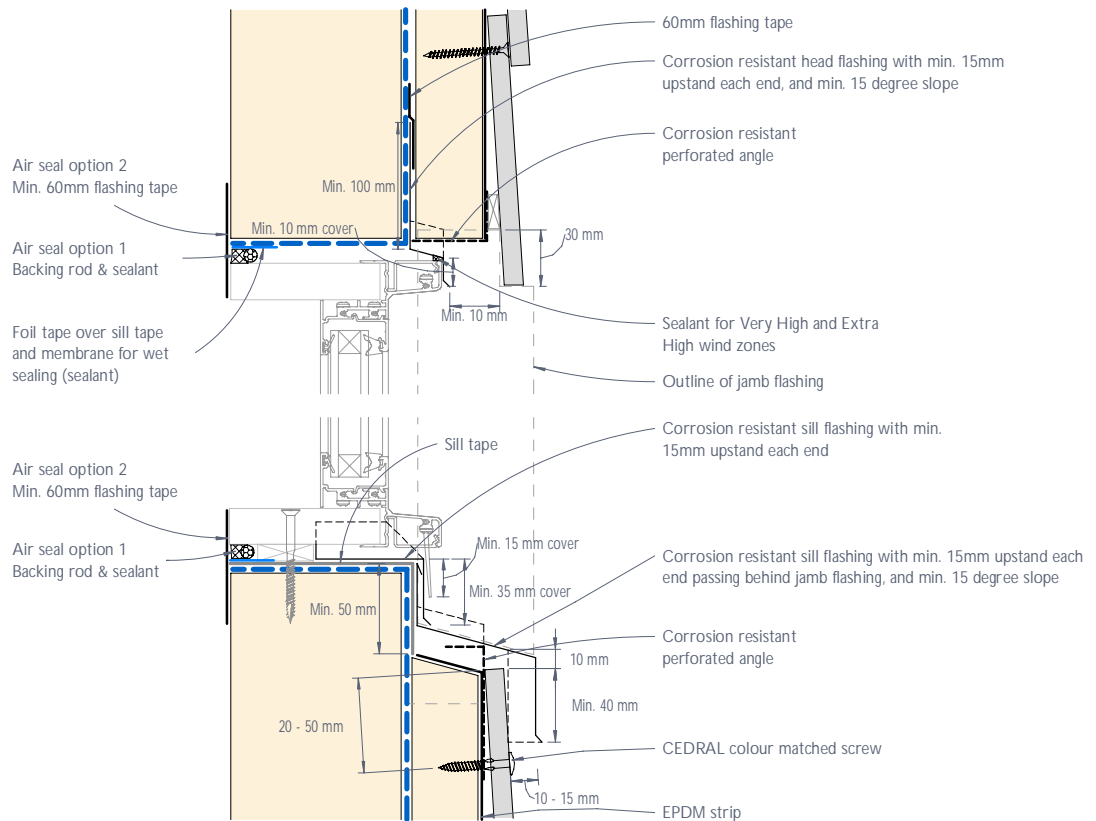 60mm flashing tape
Corrosion resistant head flashing with min. 15mm
upstand each end, and min. 15 degree slope
Corrosion resistant
perforated angle
Air seal option 2
Min. 60mm flashing tape
Min. 100 mm
Min. 10 mm cover
30 mm
Air seal option 1
Backing rod & sealant
Min. 10 mm
Foil tape over sill tape
and membrane for wet
sealing (sealant)
Sealant for Very High and Extra
High wind zones
Outline of jamb flashing
Corrosion resistant sill flashing with min.
15mm upstand each end
Sill tape
Air seal option 2
Min. 60mm flashing tape
Air seal option 1
Backing rod & sealant
Min. 15 mm cover
Corrosion resistant sill flashing with min. 15mm upstand each
end passing behind jamb flashing, and min. 15 degree slope
Min. 35 mm cover
Min. 50 mm
Corrosion resistant
perforated angle
10 mm
Min. 40 mm
20 - 50 mm
CEDRAL colour matched screw
10 - 15 mm
EPDM strip